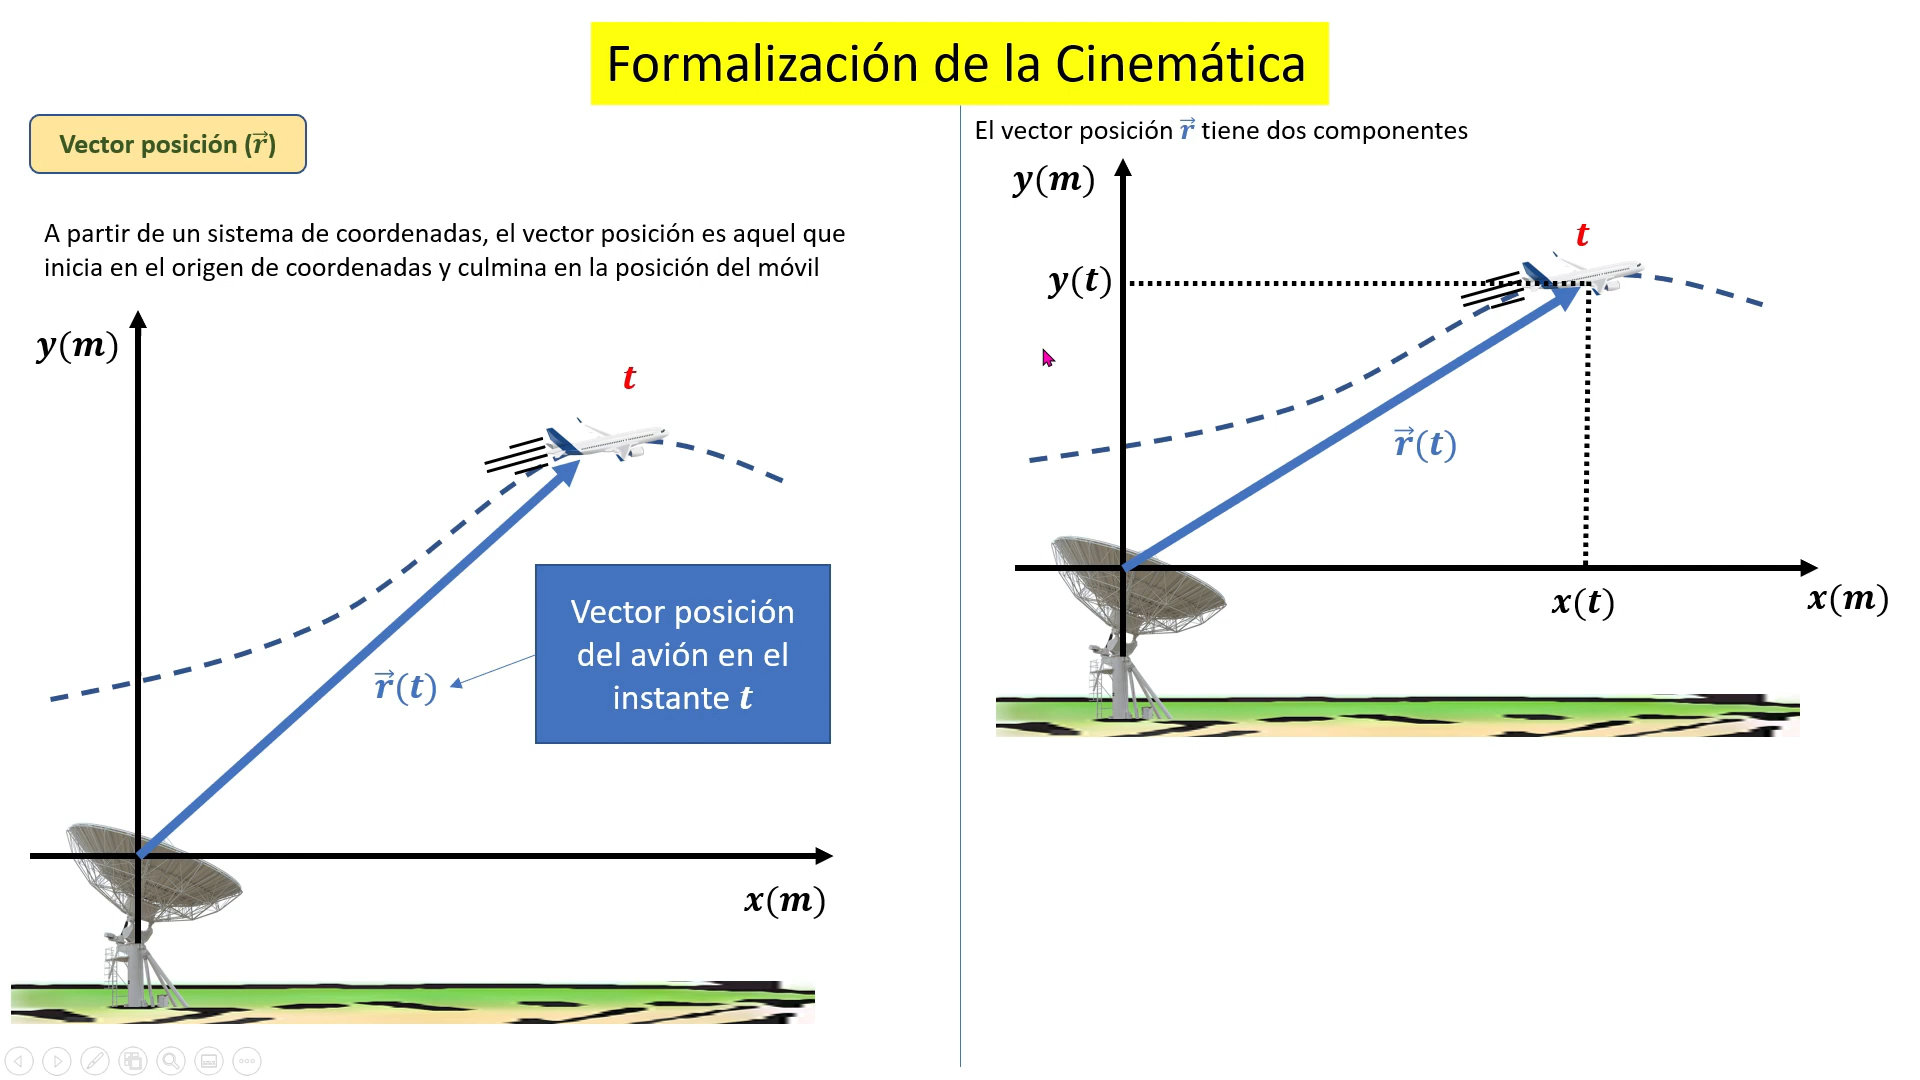 Formalización de la Cinemática
Vector posición (r⃗)
A partir de un sistema de coordenadas, el vector posición es aquel que
inicia en el origen de coordenadas y culmina en la posición del móvil
y(m)
t
r⃗(t)
Vector posición
del avión en el
instante t
x(m)
El vector posición r⃗ tiene dos componentes
y(m)
t
y(t)
r⃗(t)
x(t)
x(m)